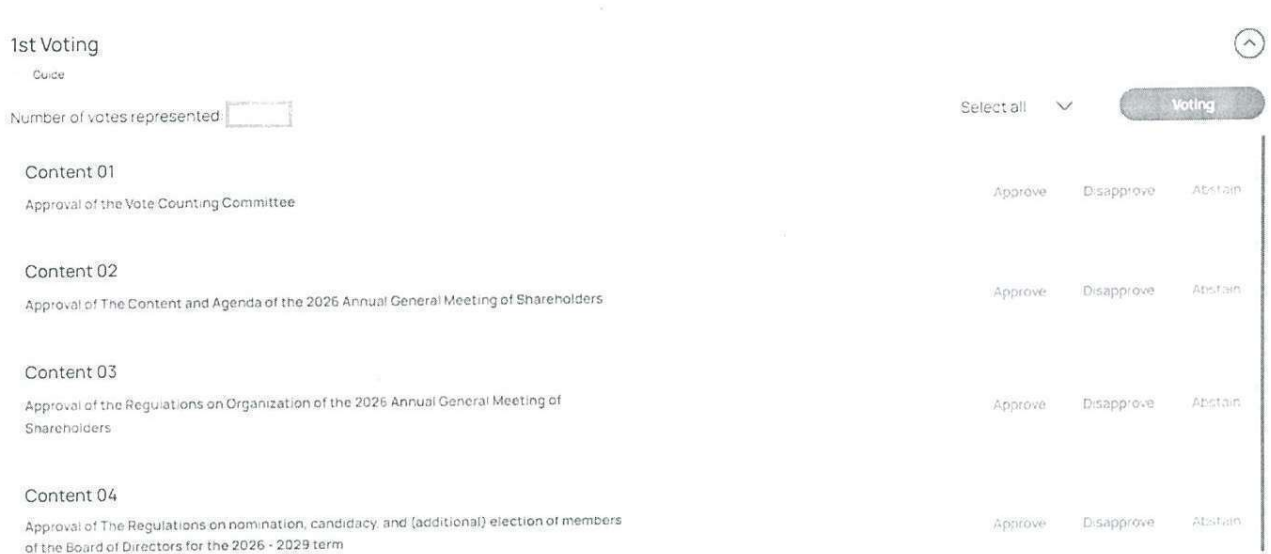 1st Voting
Guide
Number of votes represented:
Select all
Voting
Content 01
Approval of the Vote Counting Committee
Approve Disapprove Abstain
Content 02
Approval of The Content and Agenda of the 2026 Annual General Meeting of Shareholders
Approve Disapprove Abstain
Content 03
Approval of the Regulations on Organization of the 2026 Annual General Meeting of
Shareholders
Approve Disapprove Abstain
Content 04
Approval of The Regulations on nomination, candidacy, and (additional) election of members
of the Board of Directors for the 2026 - 2029 term
Approve Disapprove Abstain